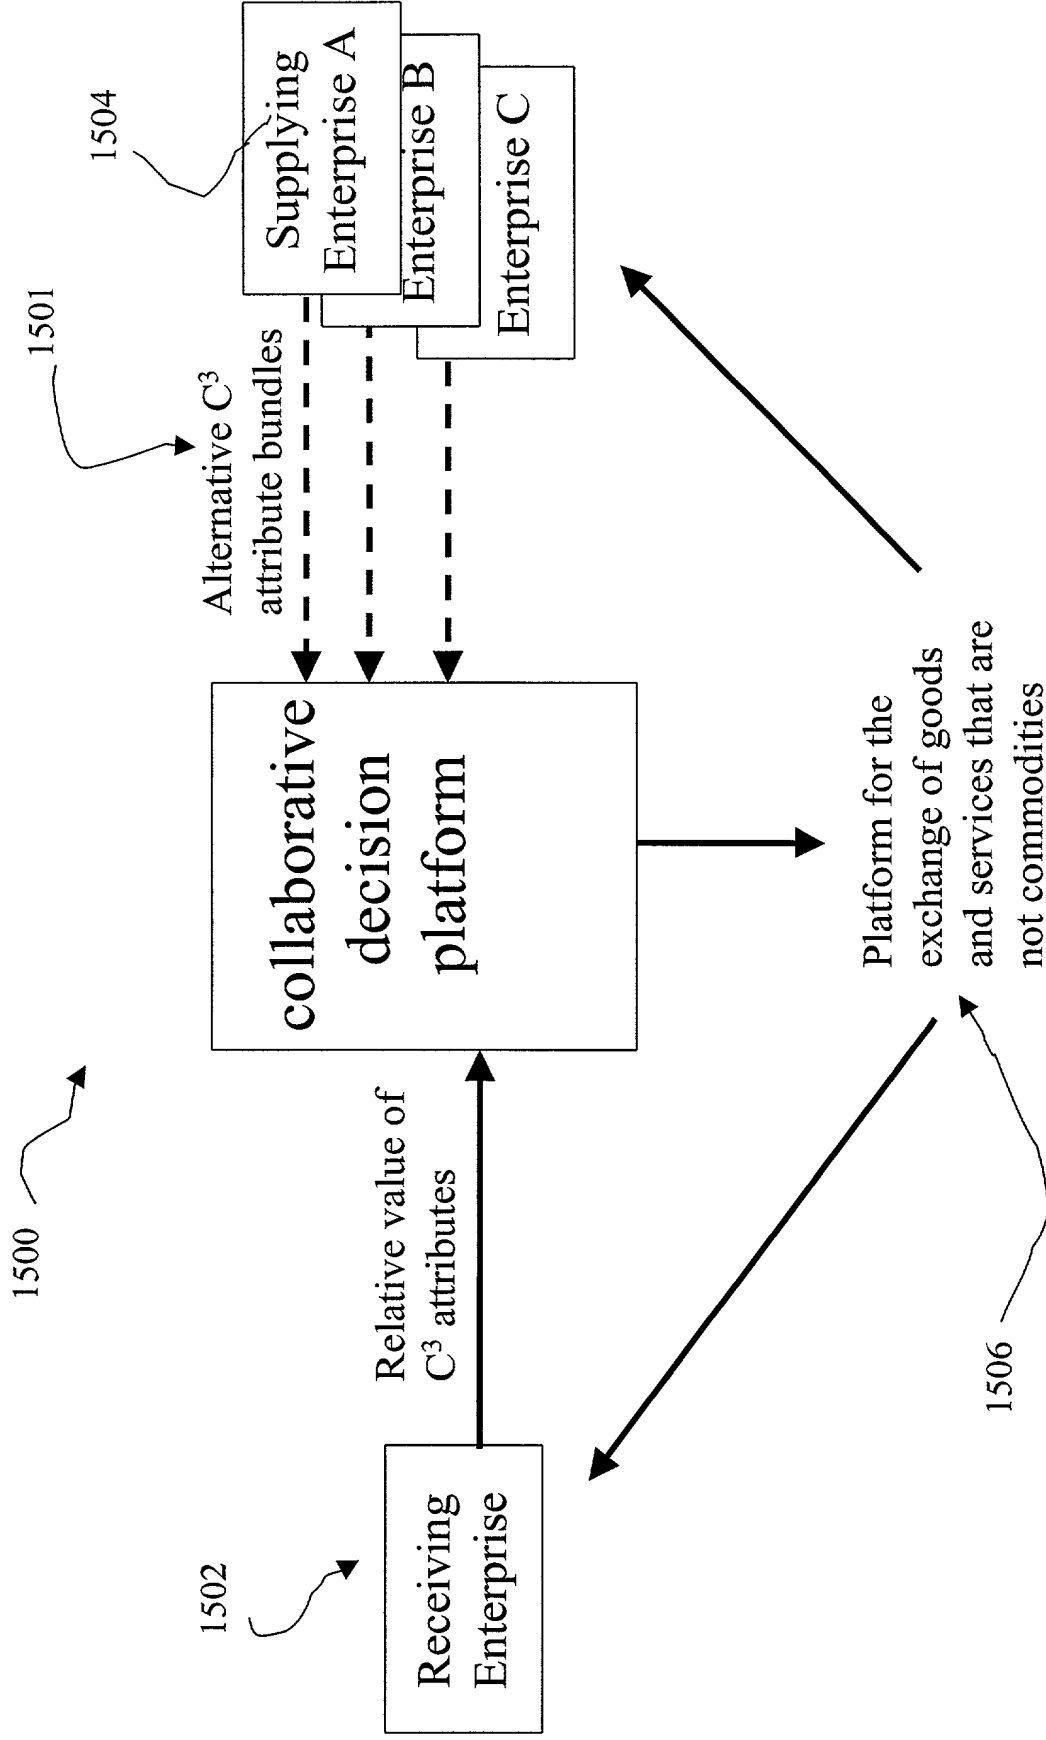 1500
1502
Receiving
Enterprise
Relative value of
C³ attributes
collaborative
decision
platform
1501
Alternative C³
attribute bundles
1504
Supplying
Enterprise A
Enterprise B
Enterprise C
Platform for the
exchange of goods
and services that are
not commodities
1506